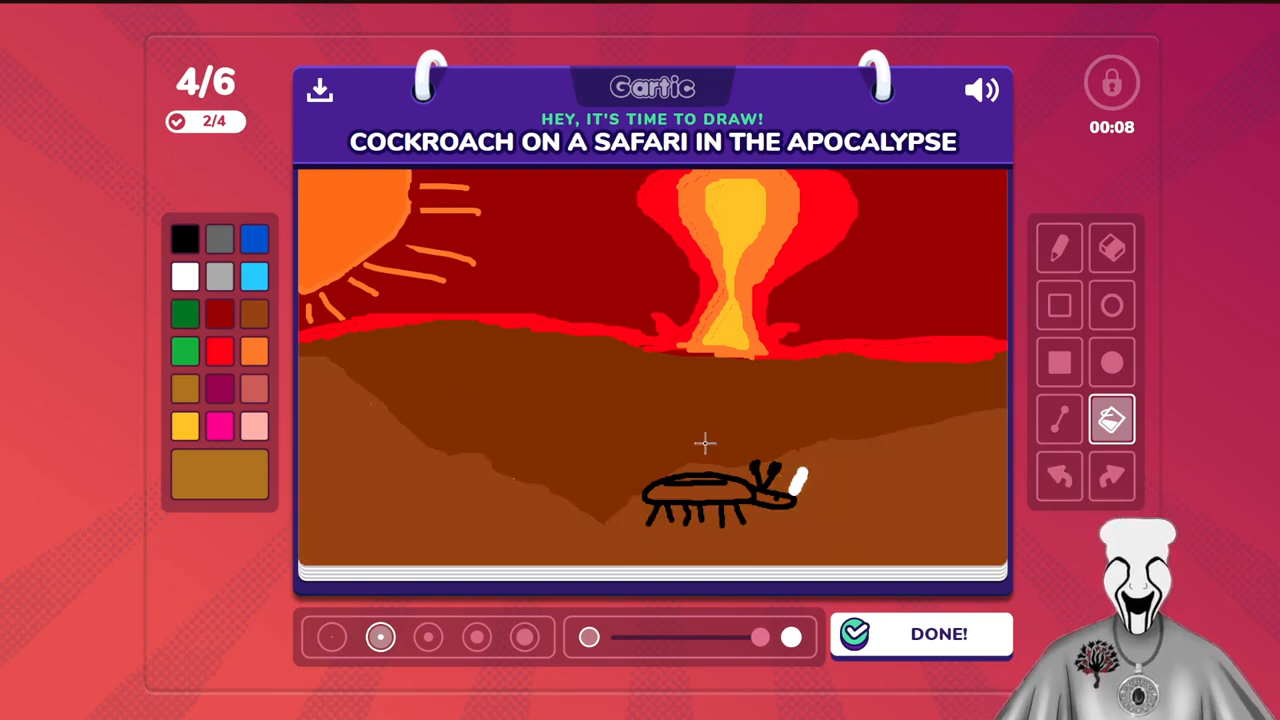 4/6
2/4
Gartic
HEY, IT'S TIME TO DRAW!
COCKROACH ON A SAFARI IN THE APOCALYPSE
00:08
DONE!